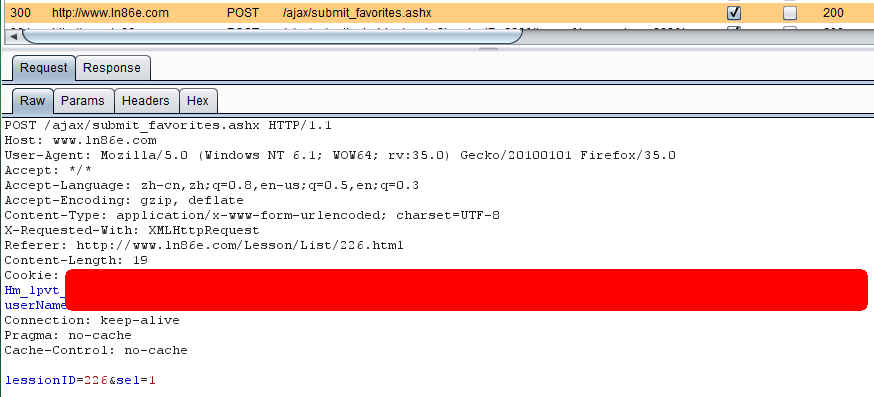 300 http://www.ln86e.com POST /ajax/submit_favorites.ashx 200
Request Response
Raw Params Headers Hex
POST /ajax/submit_favorites.ashx HTTP/1.1
Host: www.ln86e.com
User-Agent: Mozilla/5.0 (Windows NT 6.1; WOW64; rv:35.0) Gecko/20100101 Firefox/35.0
Accept: */*
Accept-Language: zh-cn,zh;q=0.8,en-us;q=0.5,en;q=0.3
Accept-Encoding: gzip, deflate
Content-Type: application/x-www-form-urlencoded; charset=UTF-8
X-Requested-With: XMLHttpRequest
Referer: http://www.ln86e.com/Lesson/List/226.html
Content-Length: 19
Cookie:
Hm_lpvt_
userName
Connection: keep-alive
Pragma: no-cache
Cache-Control: no-cache
lessionID=226&sel=1